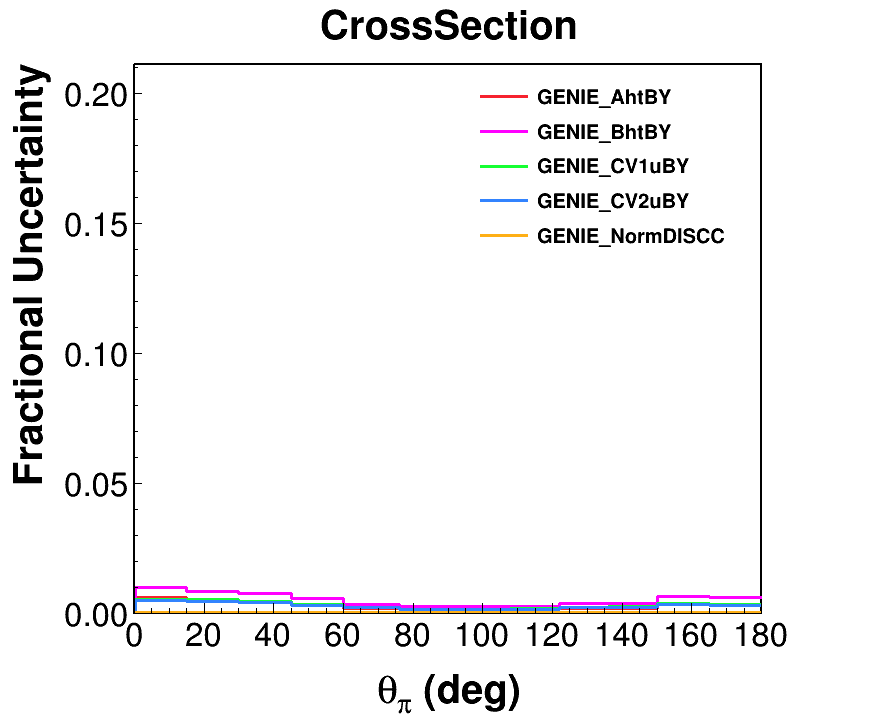 CrossSection
Fractional Uncertainty
0.20
0.15
0.10
0.05
0.00
GENIE_AhtBY
GENIE_BhtBY
GENIE_CV1uBY
GENIE_CV2uBY
GENIE_NormDISCC
0 20 40 60 80 100 120 140 160 180
θπ (deg)